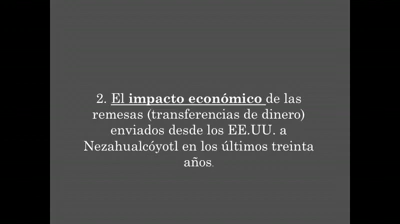 2. El impacto económico de las
remesas (transferencias de dinero)
enviados desde los EE.UU. a
Nezahualcóyotl en los últimos treinta
años.